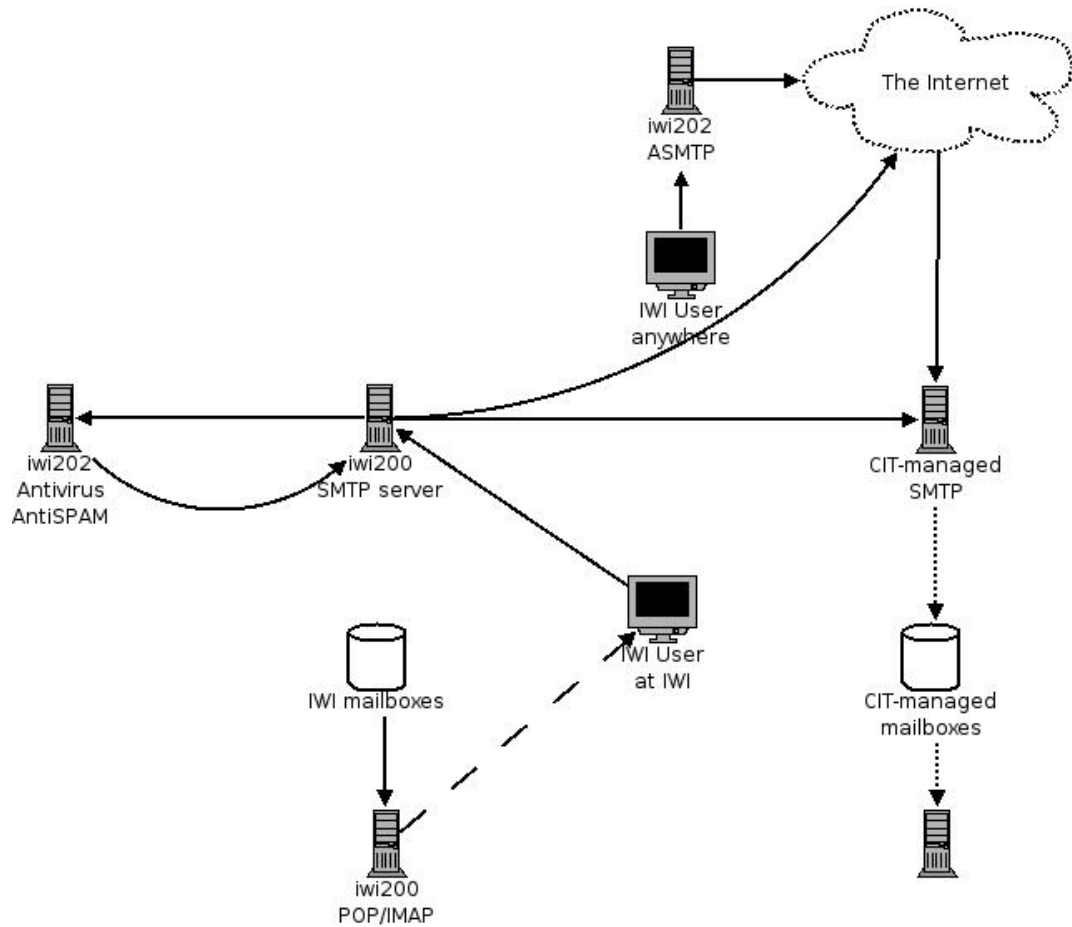 The Internet
iwi202
ASMTP
IWI User
anywhere
iwi202
Antivirus
AntiSPAM
iwi200
SMTP server
CIT-managed
SMTP
IWI User
at IWI
IWI mailboxes
CIT-managed
mailboxes
iwi200
POP/IMAP